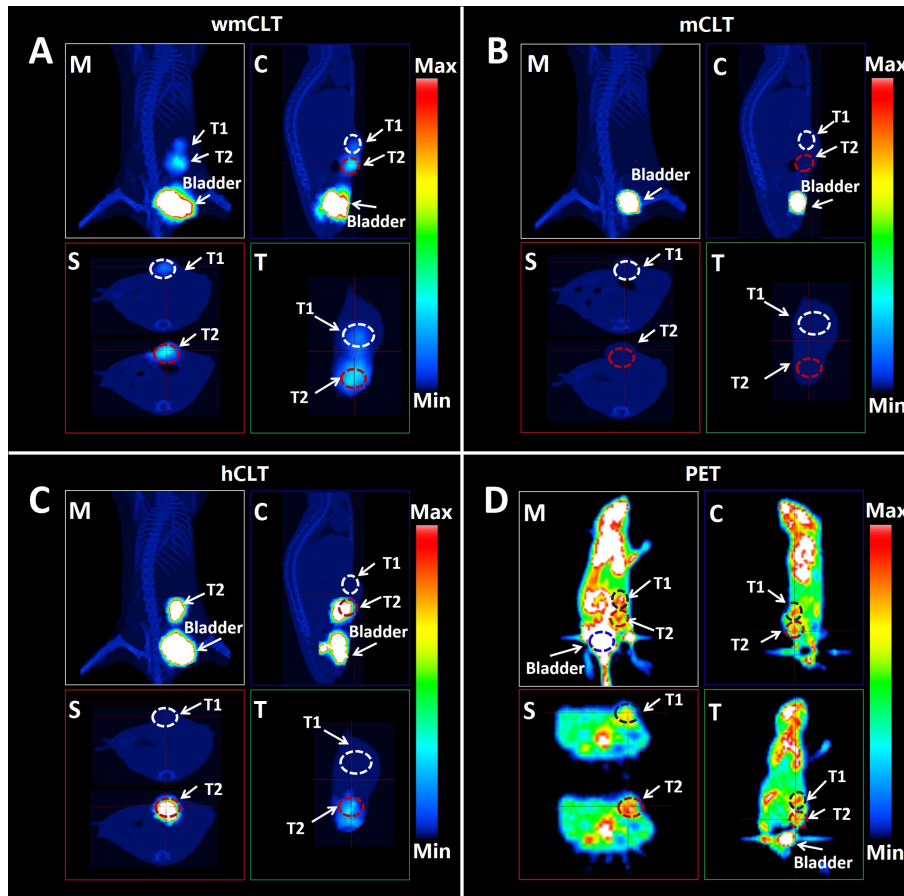 wmCLT
A
M
T1
T2
Bladder
C
T1
T2
Bladder
Max
Min
S
T1
T2
T
T1
T2
mCLT
B
M
Bladder
C
T1
T2
Bladder
Max
Min
S
T1
T2
T
T1
T2
hCLT
C
M
T2
Bladder
C
T1
T2
Bladder
Max
Min
S
T1
T2
T
T1
T2
PET
D
M
T1
T2
Bladder
C
T1
T2
Max
Min
S
T1
T2
T
T1
T2
Bladder